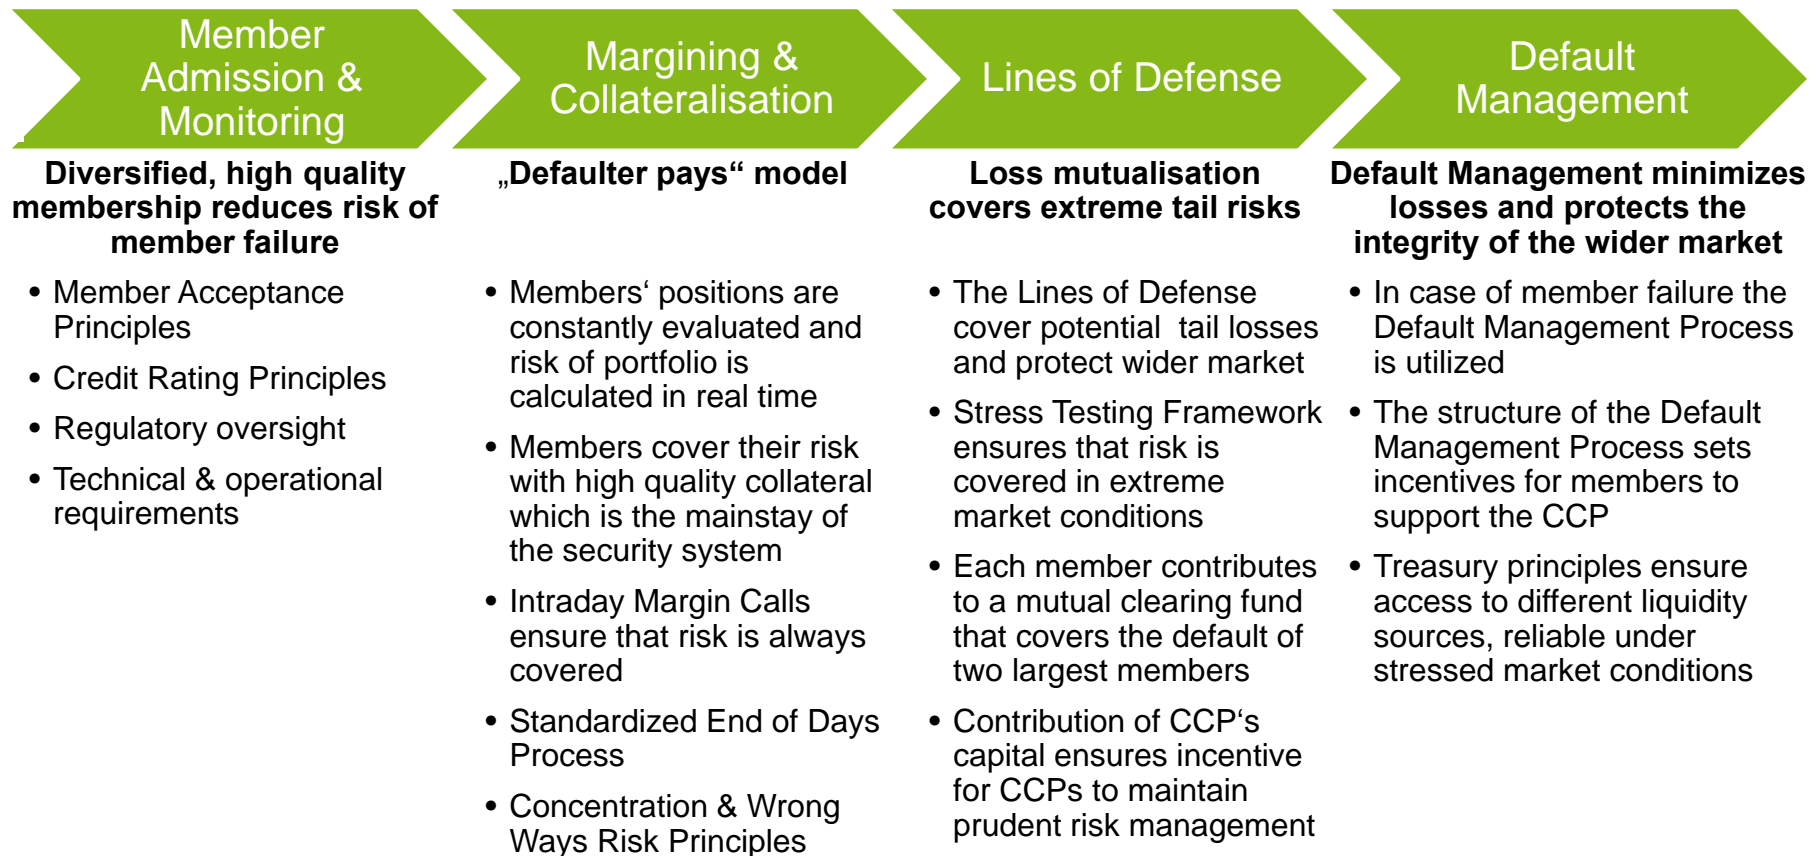 Member
Admission &
Monitoring
Diversified, high quality
membership reduces risk of
member failure
• Member Acceptance
Principles
• Credit Rating Principles
• Regulatory oversight
• Technical & operational
requirements
Margining &
Collateralisation
„Defaulter pays“ model
• Members‘ positions are
constantly evaluated and
risk of portfolio is
calculated in real time
• Members cover their risk
with high quality collateral
which is the mainstay of
the security system
• Intraday Margin Calls
ensure that risk is always
covered
• Standardized End of Days
Process
• Concentration & Wrong
Ways Risk Principles
Lines of Defense
Loss mutualisation
covers extreme tail risks
• The Lines of Defense
cover potential  tail losses
and protect wider market
• Stress Testing Framework
ensures that risk is
covered in extreme
market conditions
• Each member contributes
to a mutual clearing fund
that covers the default of
two largest members
• Contribution of CCP‘s
capital ensures incentive
for CCPs to maintain
prudent risk management
Default
Management
Default Management minimizes
losses and protects the
integrity of the wider market
• In case of member failure the
Default Management Process
is utilized
• The structure of the Default
Management Process sets
incentives for members to
support the CCP
• Treasury principles ensure
access to different liquidity
sources, reliable under
stressed market conditions